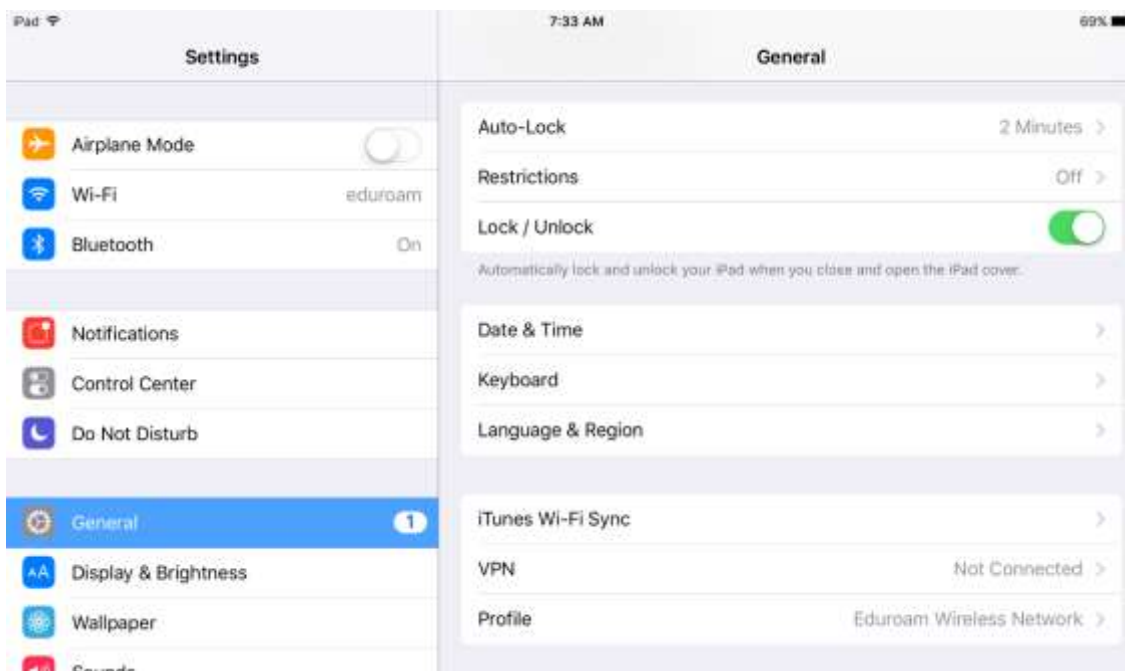 iPad
7:33 AM
69%
Settings
General
Airplane Mode
Wi-Fi eduroam
Bluetooth On
Notifications
Control Center
Do Not Disturb
General 1
Display & Brightness
Wallpaper
Sounds
Auto-Lock 2 Minutes
Restrictions Off
Lock / Unlock
Automatically lock and unlock your iPad when you close and open the iPad cover.
Date & Time
Keyboard
Language & Region
iTunes Wi-Fi Sync
VPN Not Connected
Profile Eduroam Wireless Network